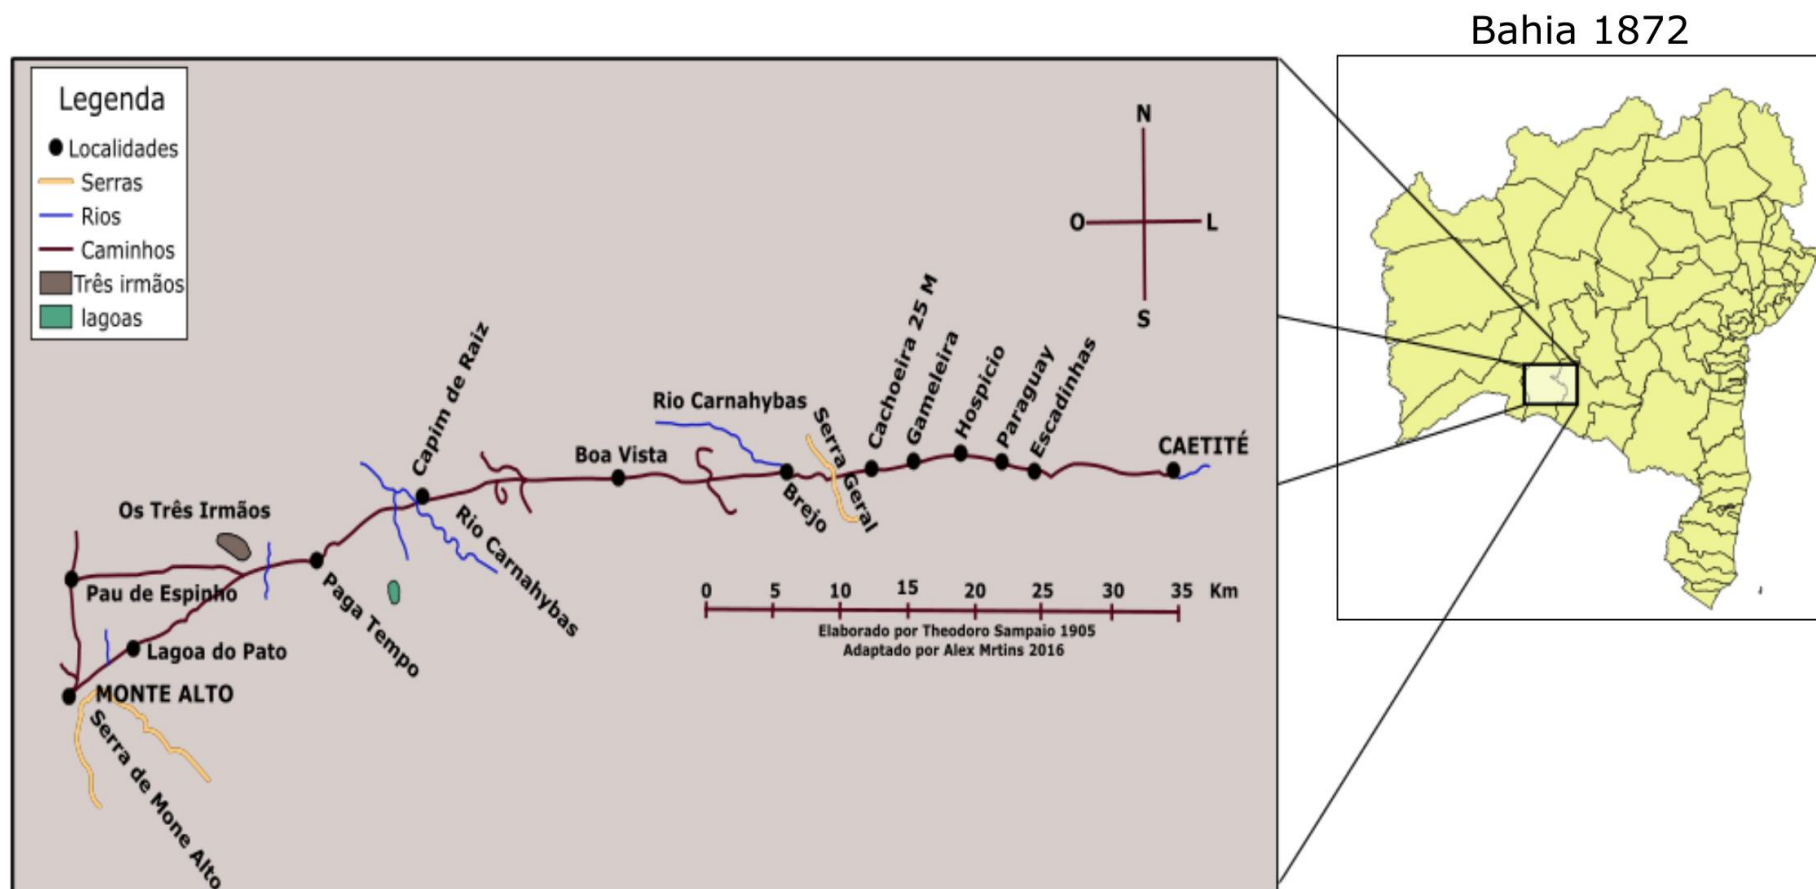 Bahia 1872
Legenda
Localidades
Serras
Rios
Caminhos
Três irmãos
lagoas
N
O
L
S
Capim de Raiz
Rio Carnahybas
Serra Geral
Cachoeira 25 M
Gameleira
Hospicio
Paraguay
Escadinhas
CAETITÉ
Boa Vista
Brejo
Os Três Irmãos
Rio Carnahybas
Pau de Espinho
Paga Tempo
Lagoa do Pato
MONTE ALTO
Serra de Mone Alto
0 5 10 15 20 25 30 35 Km
Elaborado por Theodoro Sampaio 1905
Adaptado por Alex Mrtins 2016